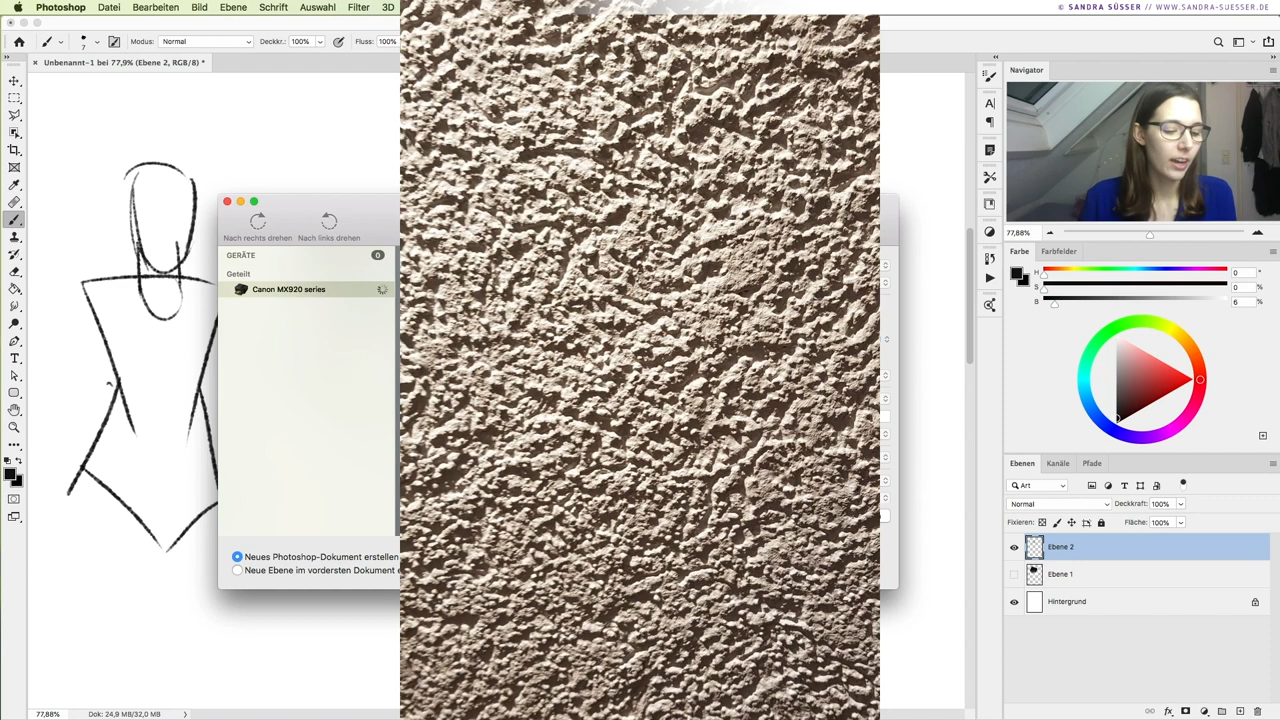 Photoshop Datei Bearbeiten Bild Ebene Schrift Auswahl Filter 3D
© SANDRA SÜSSER // WWW.SANDRA-SUESSER.DE
Modus: Normal Deckkr.: 100% Fluss: 100%
× Unbenannt-1 bei 77,9% (Ebene 2, RGB/8) *
Navigator
77,88%
Nach rechts drehen Nach links drehen
GERÄTE 0
Geteilt
Canon MX920 series
Neues Photoshop-Dokument erstellen
Neue Ebene im vordersten Dokument e
Farbe Farbfelder
H 0 °
S 0 %
B 6 %
Ebenen Kanäle Pfade
Art
Normal Deckkraft: 100%
Fixieren: Fläche: 100%
Ebene 2
Ebene 1
Hintergrund
fx
77,88% Dok: 24,9 MB/32,0 MB